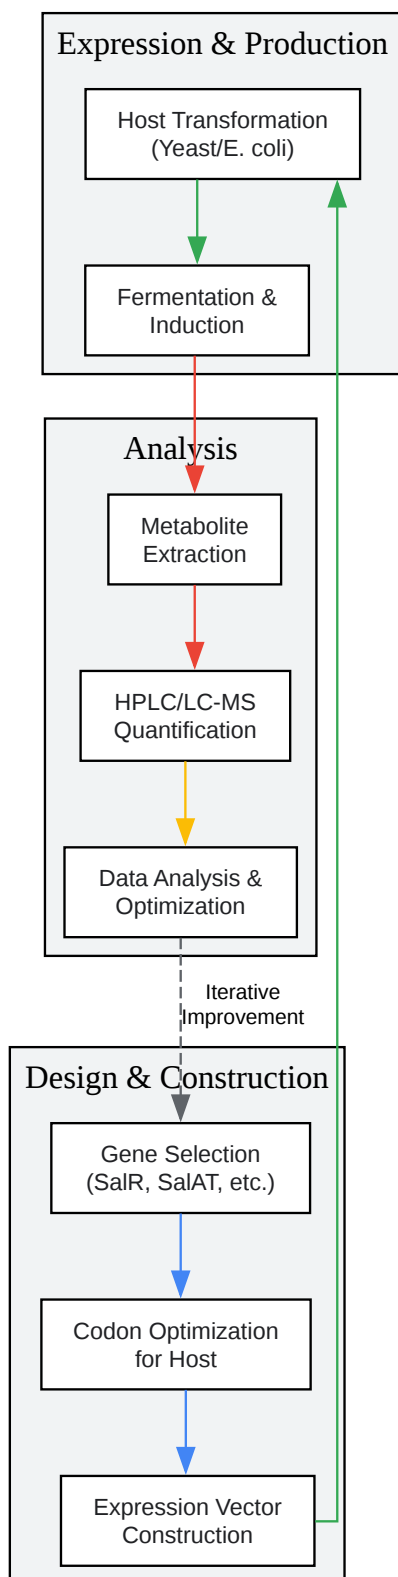 Expression & Production
Host Transformation
(Yeast/E. coli)
Fermentation &
Induction
Analysis
Metabolite
Extraction
HPLC/LC-MS
Quantification
Data Analysis &
Optimization
Iterative
Improvement
Design & Construction
Gene Selection
(SalR, SalAT, etc.)
Codon Optimization
for Host
Expression Vector
Construction